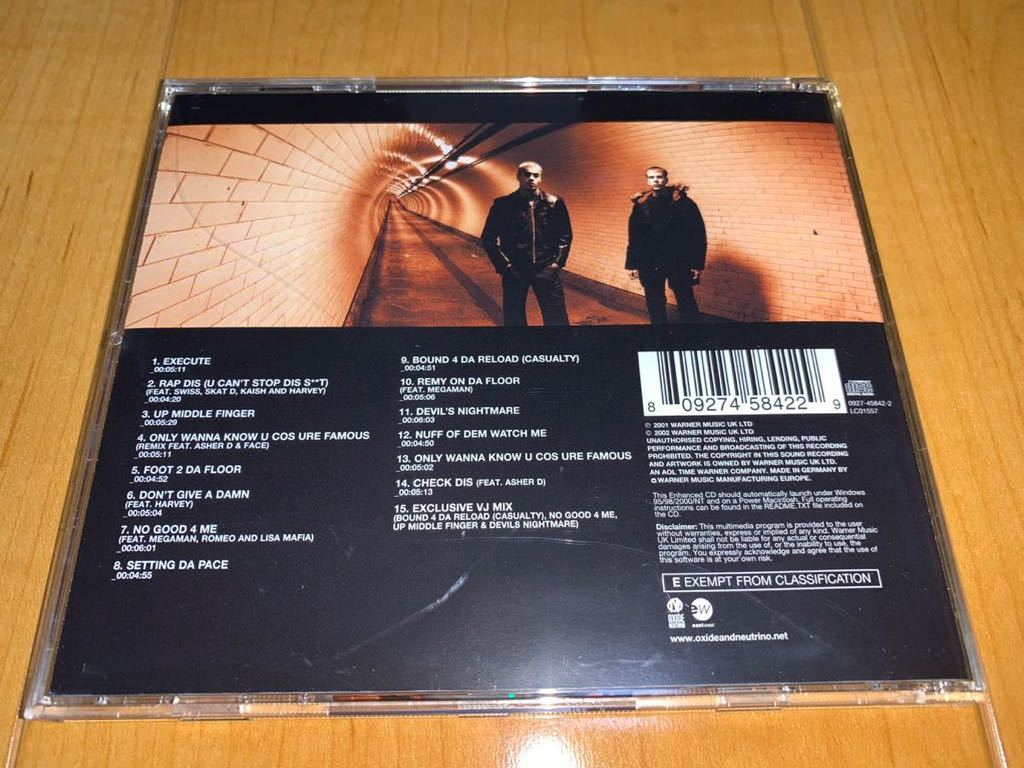 1. EXECUTE
_00:05:11
2. RAP DIS (U CAN'T STOP DIS S**T)
(FEAT. SWISS, SKAT D, KAISH AND HARVEY)
_00:04:20
3. UP MIDDLE FINGER
_00:05:29
4. ONLY WANNA KNOW U COS URE FAMOUS
(REMIX FEAT. ASHER D & FACE)
_00:05:11
5. FOOT 2 DA FLOOR
_00:04:52
6. DON'T GIVE A DAMN
(FEAT. HARVEY)
_00:05:04
7. NO GOOD 4 ME
(FEAT. MEGAMAN, ROMEO AND LISA MAFIA)
_00:06:01
8. SETTING DA PACE
_00:04:55
9. BOUND 4 DA RELOAD (CASUALTY)
_00:04:51
10. REMY ON DA FLOOR
(FEAT. MEGAMAN)
_00:05:06
11. DEVIL'S NIGHTMARE
_00:06:03
12. NUFF OF DEM WATCH ME
_00:04:50
13. ONLY WANNA KNOW U COS URE FAMOUS
_00:05:02
14. CHECK DIS (FEAT. ASHER D)
_00:05:13
15. EXCLUSIVE VJ MIX
(BOUND 4 DA RELOAD (CASUALTY), NO GOOD 4 ME,
UP MIDDLE FINGER & DEVILS NIGHTMARE)
8 09274 58422 9
disc
0927-45842-2
LC01557
℗ 2001 WARNER MUSIC UK LTD
© 2002 WARNER MUSIC UK LTD
UNAUTHORISED COPYING, HIRING, LENDING, PUBLIC
PERFORMANCE AND BROADCASTING OF THIS RECORDING
PROHIBITED. THE COPYRIGHT IN THIS SOUND RECORDING
AND ARTWORK IS OWNED BY WARNER MUSIC UK LTD.
AN AOL TIME WARNER COMPANY. MADE IN GERMANY BY
WARNER MUSIC MANUFACTURING EUROPE.
This Enhanced CD should automatically launch under Windows
95/98/2000/NT and on a Power Macintosh. Full operating
instructions can be found in the README.TXT file included on
the CD.
Disclaimer: This multimedia program is provided to the user
without warranties, express or implied of any kind. Warner Music
UK Limited shall not be liable for any actual or consequential
damages arising from the use of, or the inability to use, the
program. You expressly acknowledge and agree that the use of
this software is at your own risk.
E EXEMPT FROM CLASSIFICATION
OXIDE
NEUTRINO
ew
eastwest
www.oxideandneutrino.net